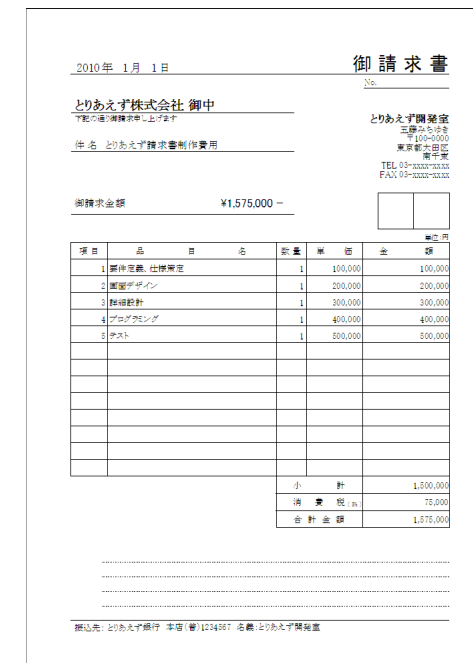 2010年 1月 1日
御請求書
No.
とりあえず株式会社 御中
下記の通り御請求申し上げます
件名 とりあえず請求書制作費用
とりあえず開発室
〒100-0000
東京都大田区
南千束
TEL 03-xxxx-xxxx
FAX 03-xxxx-xxxx
御請求金額 ¥1,575,000 −
単位:円
項目 品目名 数量 単価 金額
1 要件定義、仕様策定 1 100,000 100,000
2 画面デザイン 1 200,000 200,000
3 詳細設計 1 300,000 300,000
4 プログラミング 1 400,000 400,000
5 テスト 1 500,000 500,000
小計 1,500,000
消費税(5%) 75,000
合計金額 1,575,000
振込先: とりあえず銀行 本店(普)1234567 名義:とりあえず開発室